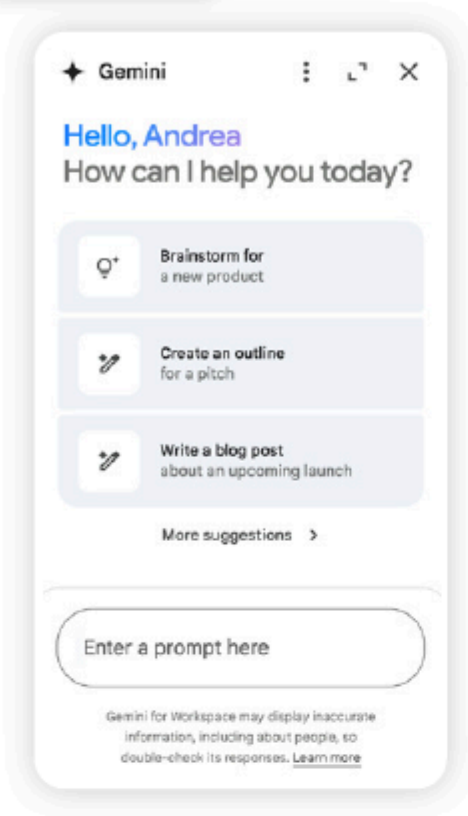 Gemini
Hello, Andrea
How can I help you today?
Brainstorm for
a new product
Create an outline
for a pitch
Write a blog post
about an upcoming launch
More suggestions
Enter a prompt here
Gemini for Workspace may display inaccurate
information, including about people, so
double-check its responses. Learn more